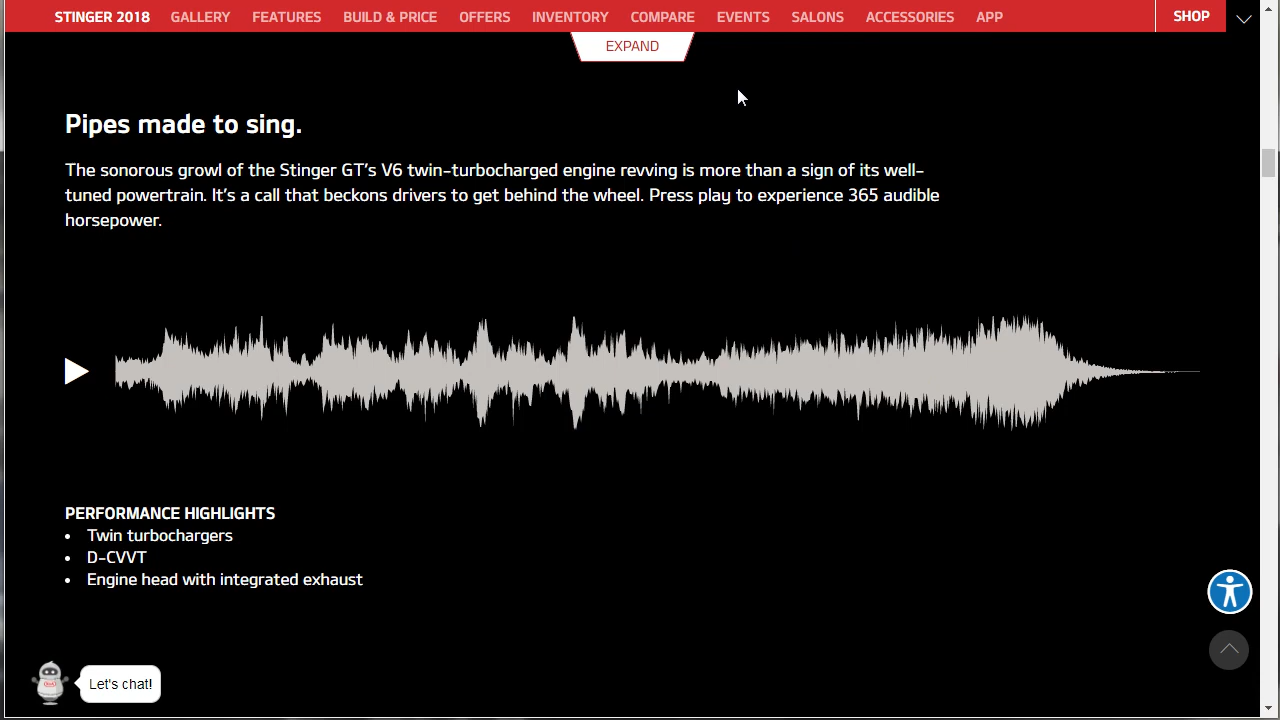 STINGER 2018 GALLERY FEATURES BUILD & PRICE OFFERS INVENTORY COMPARE EVENTS SALONS ACCESSORIES APP SHOP
EXPAND
Pipes made to sing.
The sonorous growl of the Stinger GT's V6 twin-turbocharged engine revving is more than a sign of its well-
tuned powertrain. It's a call that beckons drivers to get behind the wheel. Press play to experience 365 audible
horsepower.
PERFORMANCE HIGHLIGHTS
• Twin turbochargers
• D-CVVT
• Engine head with integrated exhaust
Let's chat!